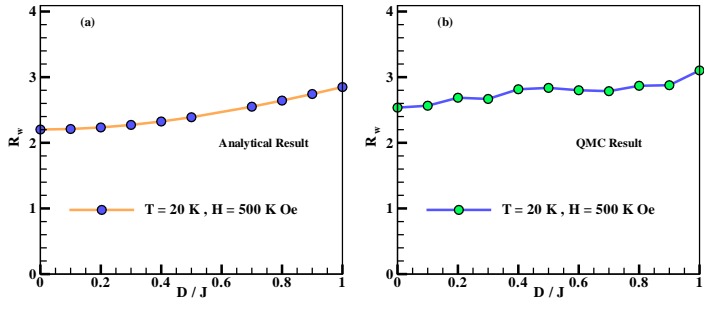 4
(a)
3
R_w
2
Analytical Result
1
T = 20 K , H = 500 K Oe
0
0 0.2 0.4 0.6 0.8 1
D / J
4
(b)
3
R_w
2
QMC Result
1
T = 20 K , H = 500 K Oe
0
0 0.2 0.4 0.6 0.8 1
D / J